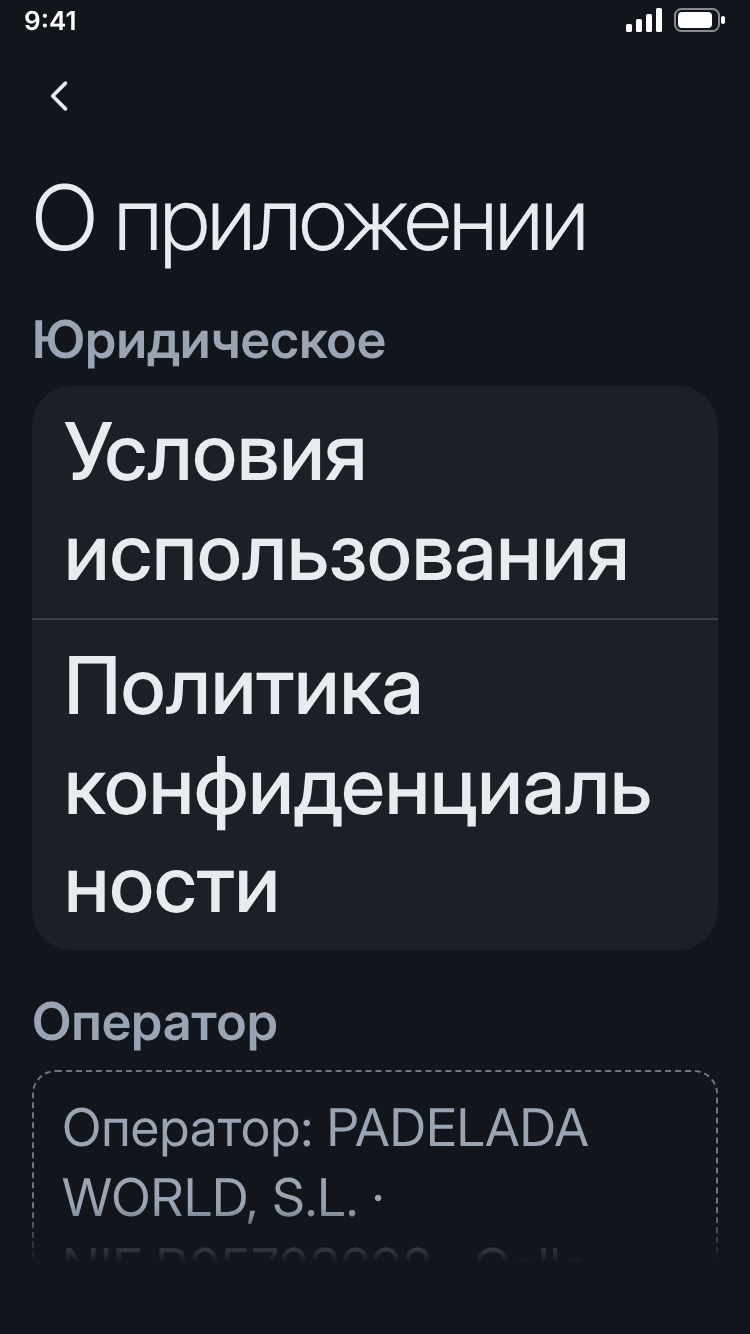 9:41
О приложении
Юридическое
Условия
использования
Политика
конфиденциаль
ности
Оператор
Оператор: PADELADA
WORLD, S.L. ·